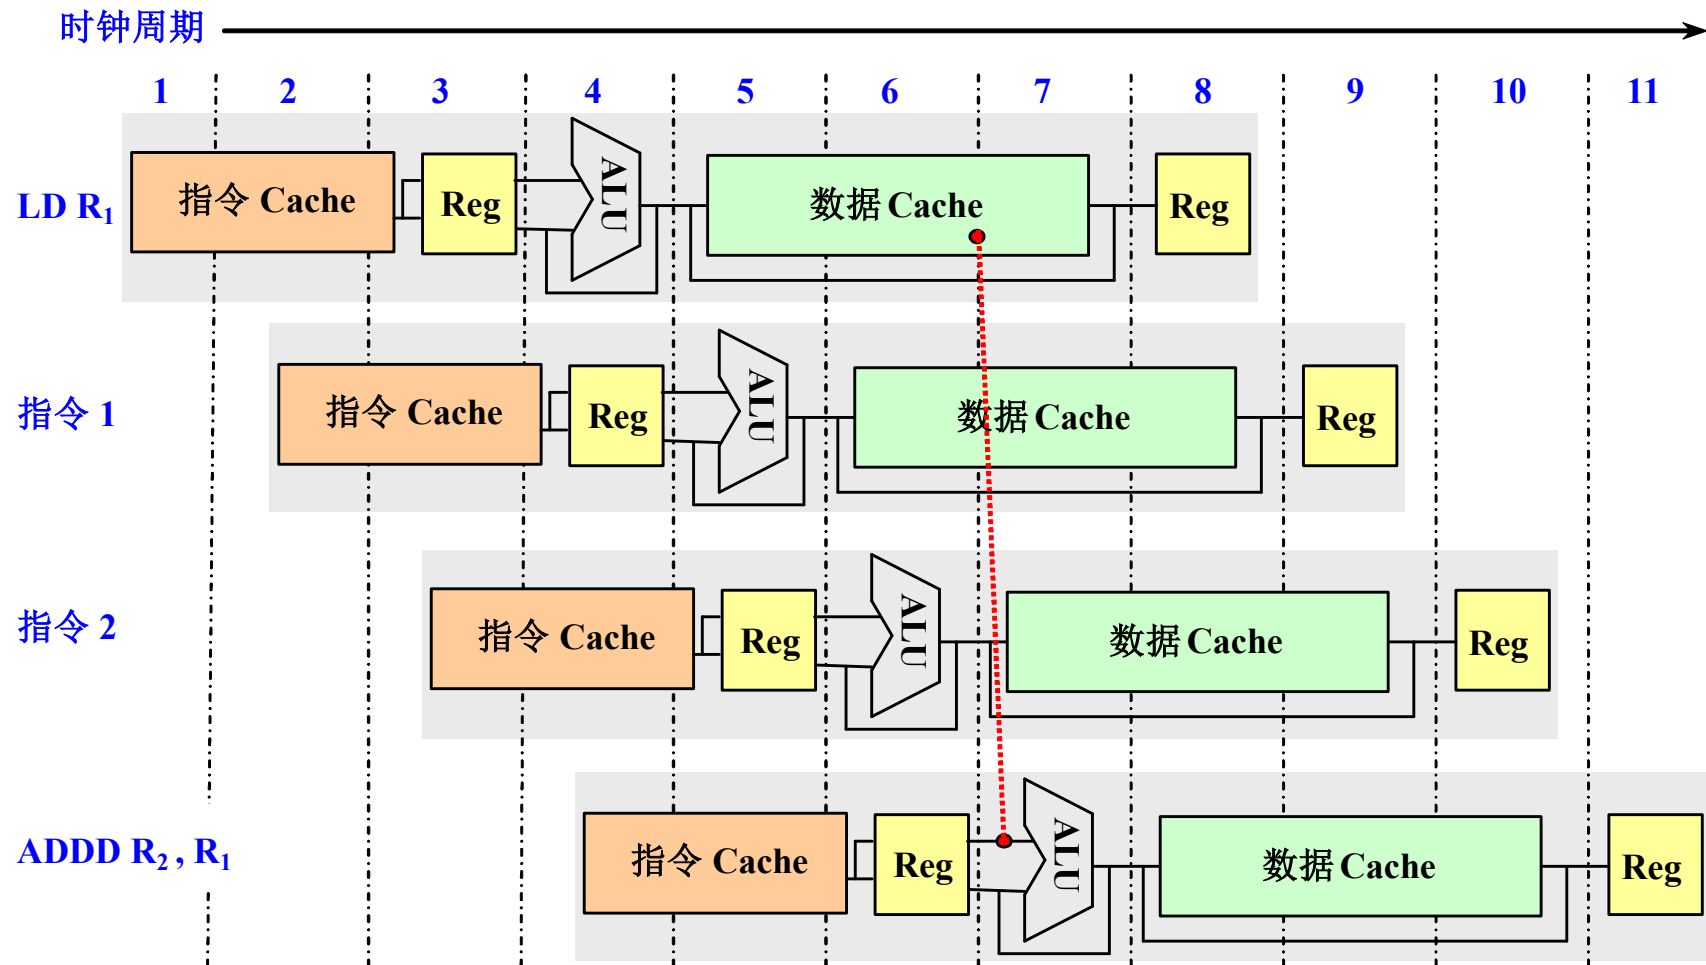 时钟周期
1 2 3 4 5 6 7 8 9 10 11
LD R₁ 指令 Cache Reg ALU 数据 Cache Reg
指令 1 指令 Cache Reg ALU 数据 Cache Reg
指令 2 指令 Cache Reg ALU 数据 Cache Reg
ADDD R₂ , R₁ 指令 Cache Reg ALU 数据 Cache Reg